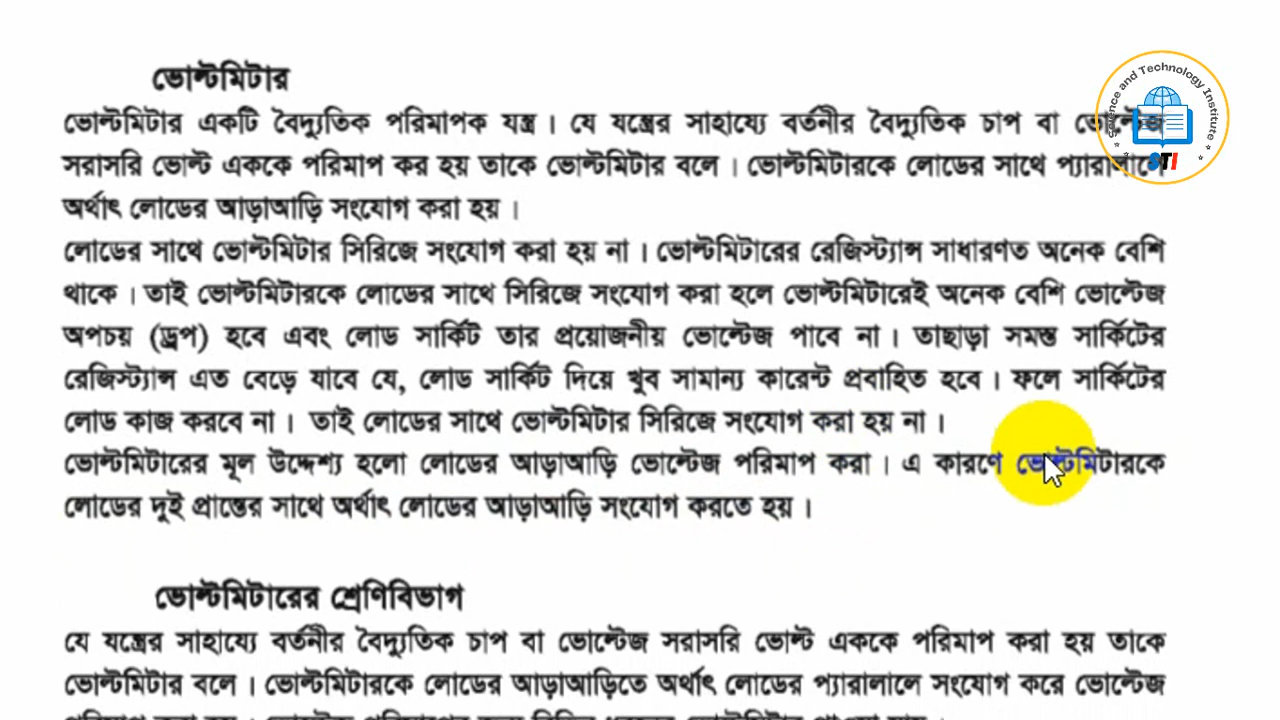 ভোল্টমিটার
ভোল্টমিটার একটি বৈদ্যুতিক পরিমাপক যন্ত্র। যে যন্ত্রের সাহায্যে বর্তনীর বৈদ্যুতিক চাপ বা ভোল্টেজ
সরাসরি ভোল্ট এককে পরিমাপ কর হয় তাকে ভোল্টমিটার বলে। ভোল্টমিটারকে লোডের সাথে প্যারালালে
অর্থাৎ লোডের আড়াআড়ি সংযোগ করা হয়।
লোডের সাথে ভোল্টমিটার সিরিজে সংযোগ করা হয় না। ভোল্টমিটারের রেজিস্ট্যান্স সাধারণত অনেক বেশি
থাকে। তাই ভোল্টমিটারকে লোডের সাথে সিরিজে সংযোগ করা হলে ভোল্টমিটারেই অনেক বেশি ভোল্টেজ
অপচয় (ড্রপ) হবে এবং লোড সার্কিট তার প্রয়োজনীয় ভোল্টেজ পাবে না। তাছাড়া সমস্ত সার্কিটের
রেজিস্ট্যান্স এত বেড়ে যাবে যে, লোড সার্কিট দিয়ে খুব সামান্য কারেন্ট প্রবাহিত হবে। ফলে সার্কিটের
লোড কাজ করবে না। তাই লোডের সাথে ভোল্টমিটার সিরিজে সংযোগ করা হয় না।
ভোল্টমিটারের মূল উদ্দেশ্য হলো লোডের আড়াআড়ি ভোল্টেজ পরিমাপ করা। এ কারণে ভোল্টমিটারকে
লোডের দুই প্রান্তের সাথে অর্থাৎ লোডের আড়াআড়ি সংযোগ করতে হয়।
ভোল্টমিটারের শ্রেণিবিভাগ
যে যন্ত্রের সাহায্যে বর্তনীর বৈদ্যুতিক চাপ বা ভোল্টেজ সরাসরি ভোল্ট এককে পরিমাপ করা হয় তাকে
ভোল্টমিটার বলে। ভোল্টমিটারকে লোডের আড়াআড়িতে অর্থাৎ লোডের প্যারালালে সংযোগ করে ভোল্টেজ
Science and Technology Institute
STI